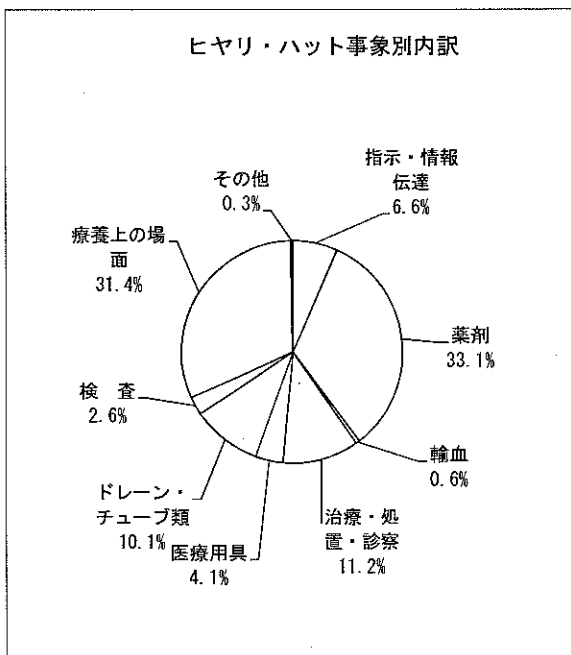 ヒヤリ・ハット事象別内訳
指示・情報
伝達
6.6%
薬剤
33.1%
輸血
0.6%
治療・処
置・診察
11.2%
医療用具
4.1%
ドレーン・
チューブ類
10.1%
検　査
2.6%
療養上の場
面
31.4%
その他
0.3%